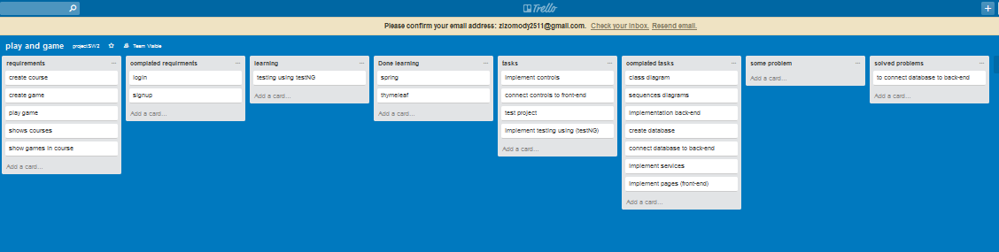 Trello
Please confirm your email address: zizomody2511@gmail.com. Check your inbox. Resend email.
play and game projectSW2 Team Visible
requirements
create course
create game
play game
shows courses
show games in course
Add a card...
complated requirments
login
signup
Add a card...
learning
testing using testNG
Add a card...
Done learning
spring
thymeleaf
Add a card...
tasks
implement controls
connect controls to front-end
test project
implement testing using (testNG)
Add a card...
complated tasks
class diagram
sequences diagrams
implementation back-end
create database
connect database to back-end
implement services
implement pages (front-end)
Add a card...
some problem
Add a card...
solved problems
to connect database to back-end
Add a card...